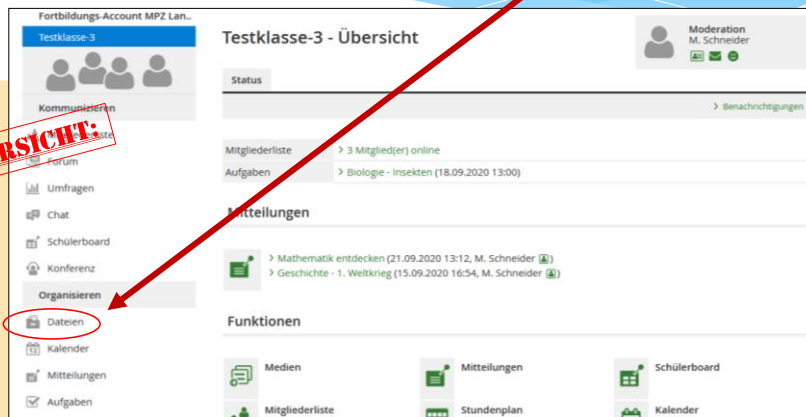 Fortbildungs-Account MPZ Lan..
Testklasse-3
Kommunizieren
RSICHT:
Forum
Umfragen
Chat
Schülerboard
Konferenz
Organisieren
Dateien
Kalender
Mitteilungen
Aufgaben
Testklasse-3 - Übersicht
Moderation
M. Schneider
Status
> Benachrichtigungen
Mitgliederliste > 3 Mitglied(er) online
Aufgaben > Biologie - Insekten (18.09.2020 13:00)
Mitteilungen
> Mathematik entdecken (21.09.2020 13:12, M. Schneider)
> Geschichte - 1. Weltkrieg (15.09.2020 16:54, M. Schneider)
Funktionen
Medien Mitteilungen Schülerboard
Mitgliederliste Stundenplan Kalender